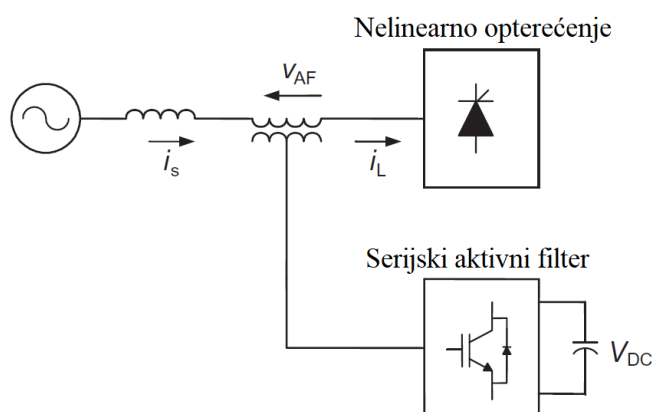 Nelinearno opterećenje
vAF
is
iL
Serijski aktivni filter
VDC